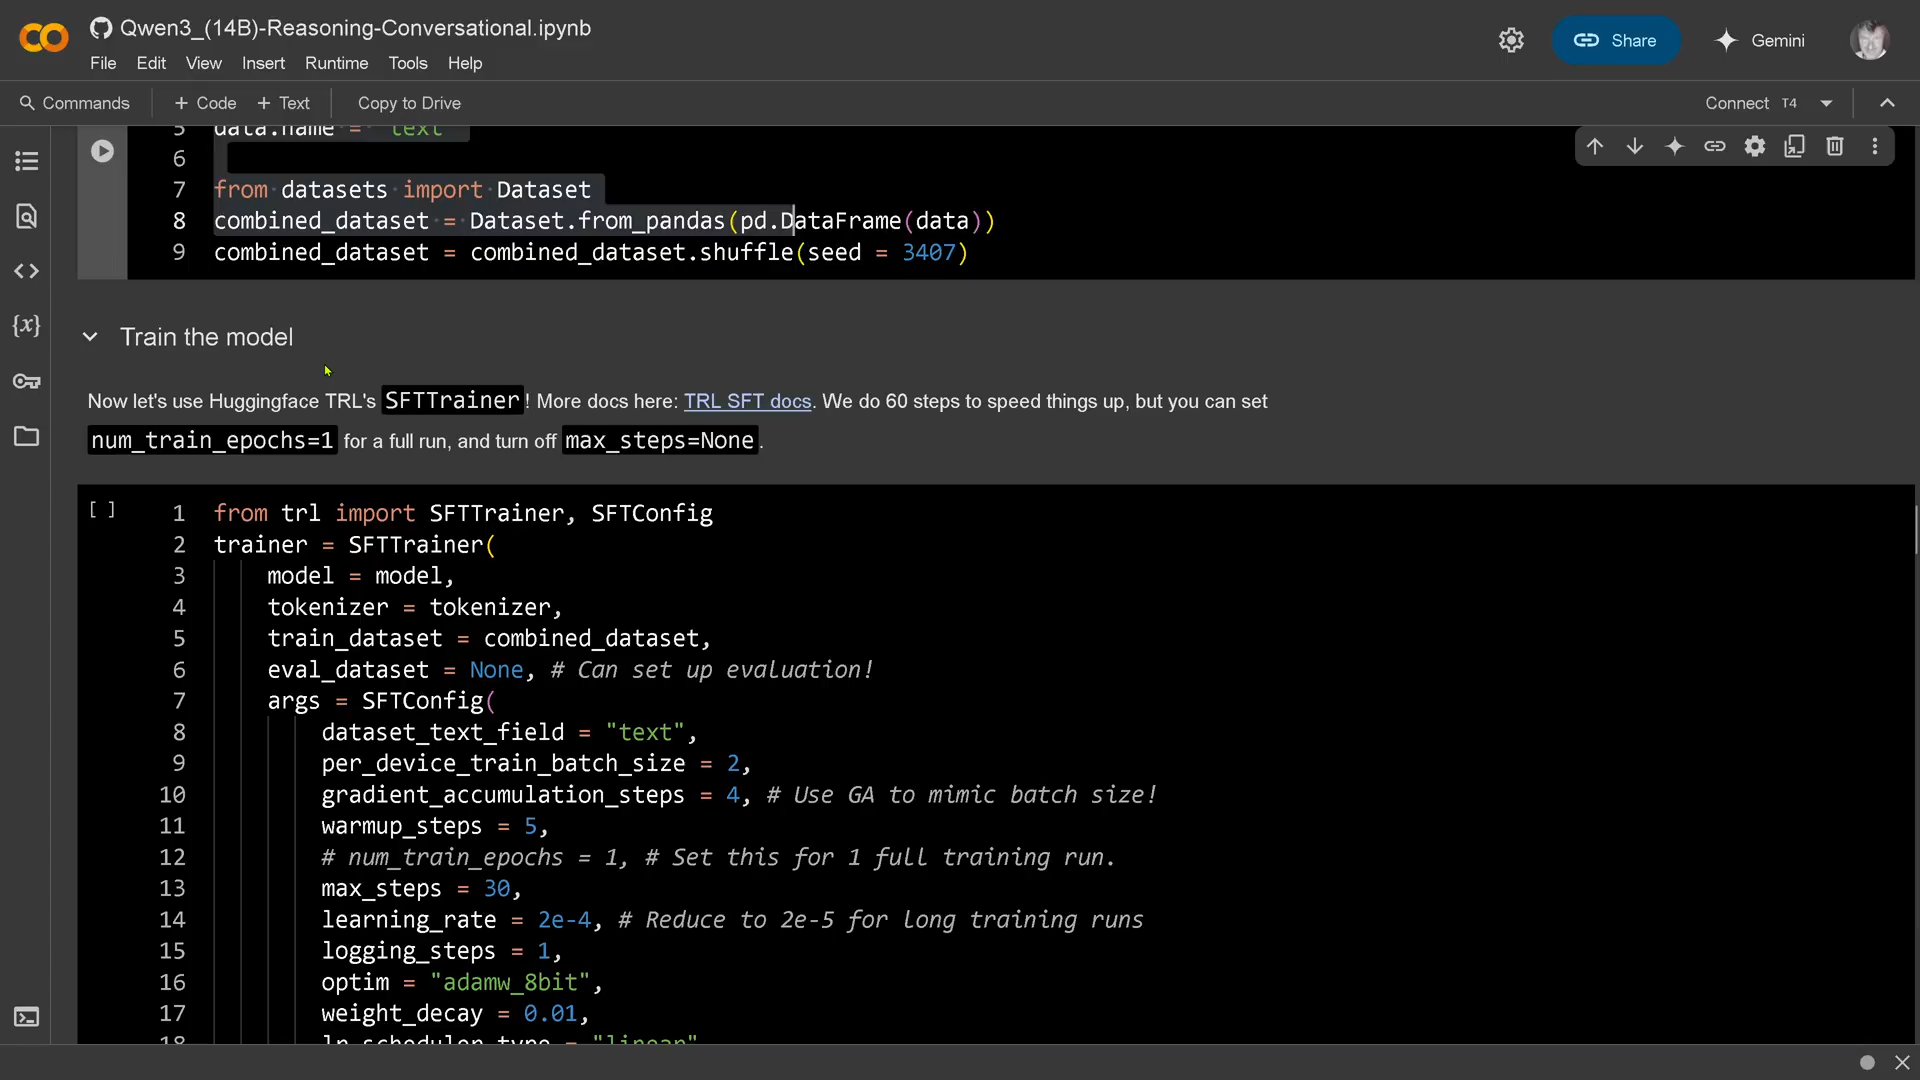 Qwen3_(14B)-Reasoning-Conversational.ipynb
File Edit View Insert Runtime Tools Help
Share
Gemini
Commands + Code + Text Copy to Drive
Connect T4
5 data.name = "text"
6
7 from datasets import Dataset
8 combined_dataset = Dataset.from_pandas(pd.DataFrame(data))
9 combined_dataset = combined_dataset.shuffle(seed = 3407)
Train the model
Now let's use Huggingface TRL's SFTTrainer! More docs here: TRL SFT docs. We do 60 steps to speed things up, but you can set
num_train_epochs=1 for a full run, and turn off max_steps=None.
[ ]
1 from trl import SFTTrainer, SFTConfig
2 trainer = SFTTrainer(
3 model = model,
4 tokenizer = tokenizer,
5 train_dataset = combined_dataset,
6 eval_dataset = None, # Can set up evaluation!
7 args = SFTConfig(
8 dataset_text_field = "text",
9 per_device_train_batch_size = 2,
10 gradient_accumulation_steps = 4, # Use GA to mimic batch size!
11 warmup_steps = 5,
12 # num_train_epochs = 1, # Set this for 1 full training run.
13 max_steps = 30,
14 learning_rate = 2e-4, # Reduce to 2e-5 for long training runs
15 logging_steps = 1,
16 optim = "adamw_8bit",
17 weight_decay = 0.01,
18 lr_scheduler_type = "linear"